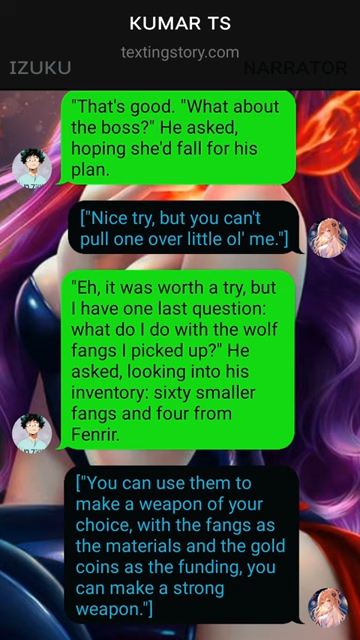 KUMAR TS
textingstory.com
IZUKU
NARRATOR
"That's good. "What about
the boss?" He asked,
hoping she'd fall for his
plan.
["Nice try, but you can't
pull one over little ol' me."]
"Eh, it was worth a try, but
I have one last question:
what do I do with the wolf
fangs I picked up?" He
asked, looking into his
inventory: sixty smaller
fangs and four from
Fenrir.
["You can use them to
make a weapon of your
choice, with the fangs as
the materials and the gold
coins as the funding, you
can make a strong
weapon."]